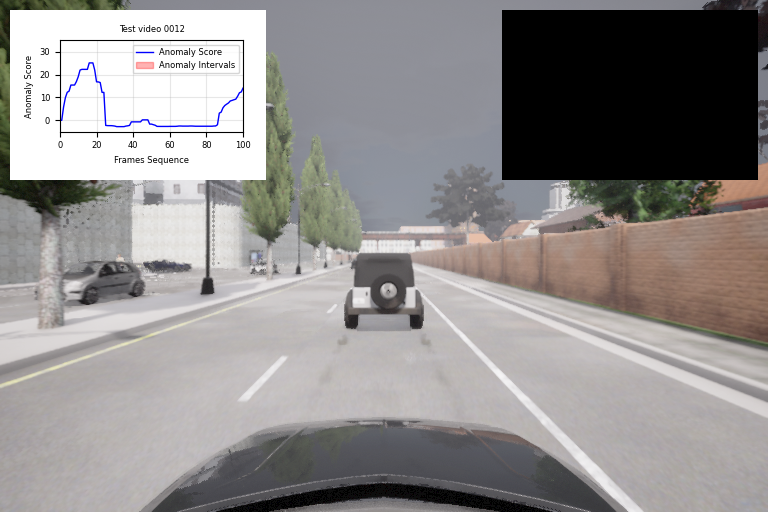 Test video 0012
Anomaly Score
Anomaly Intervals
Anomaly Score
30
20
10
0
0 20 40 60 80 100
Frames Sequence